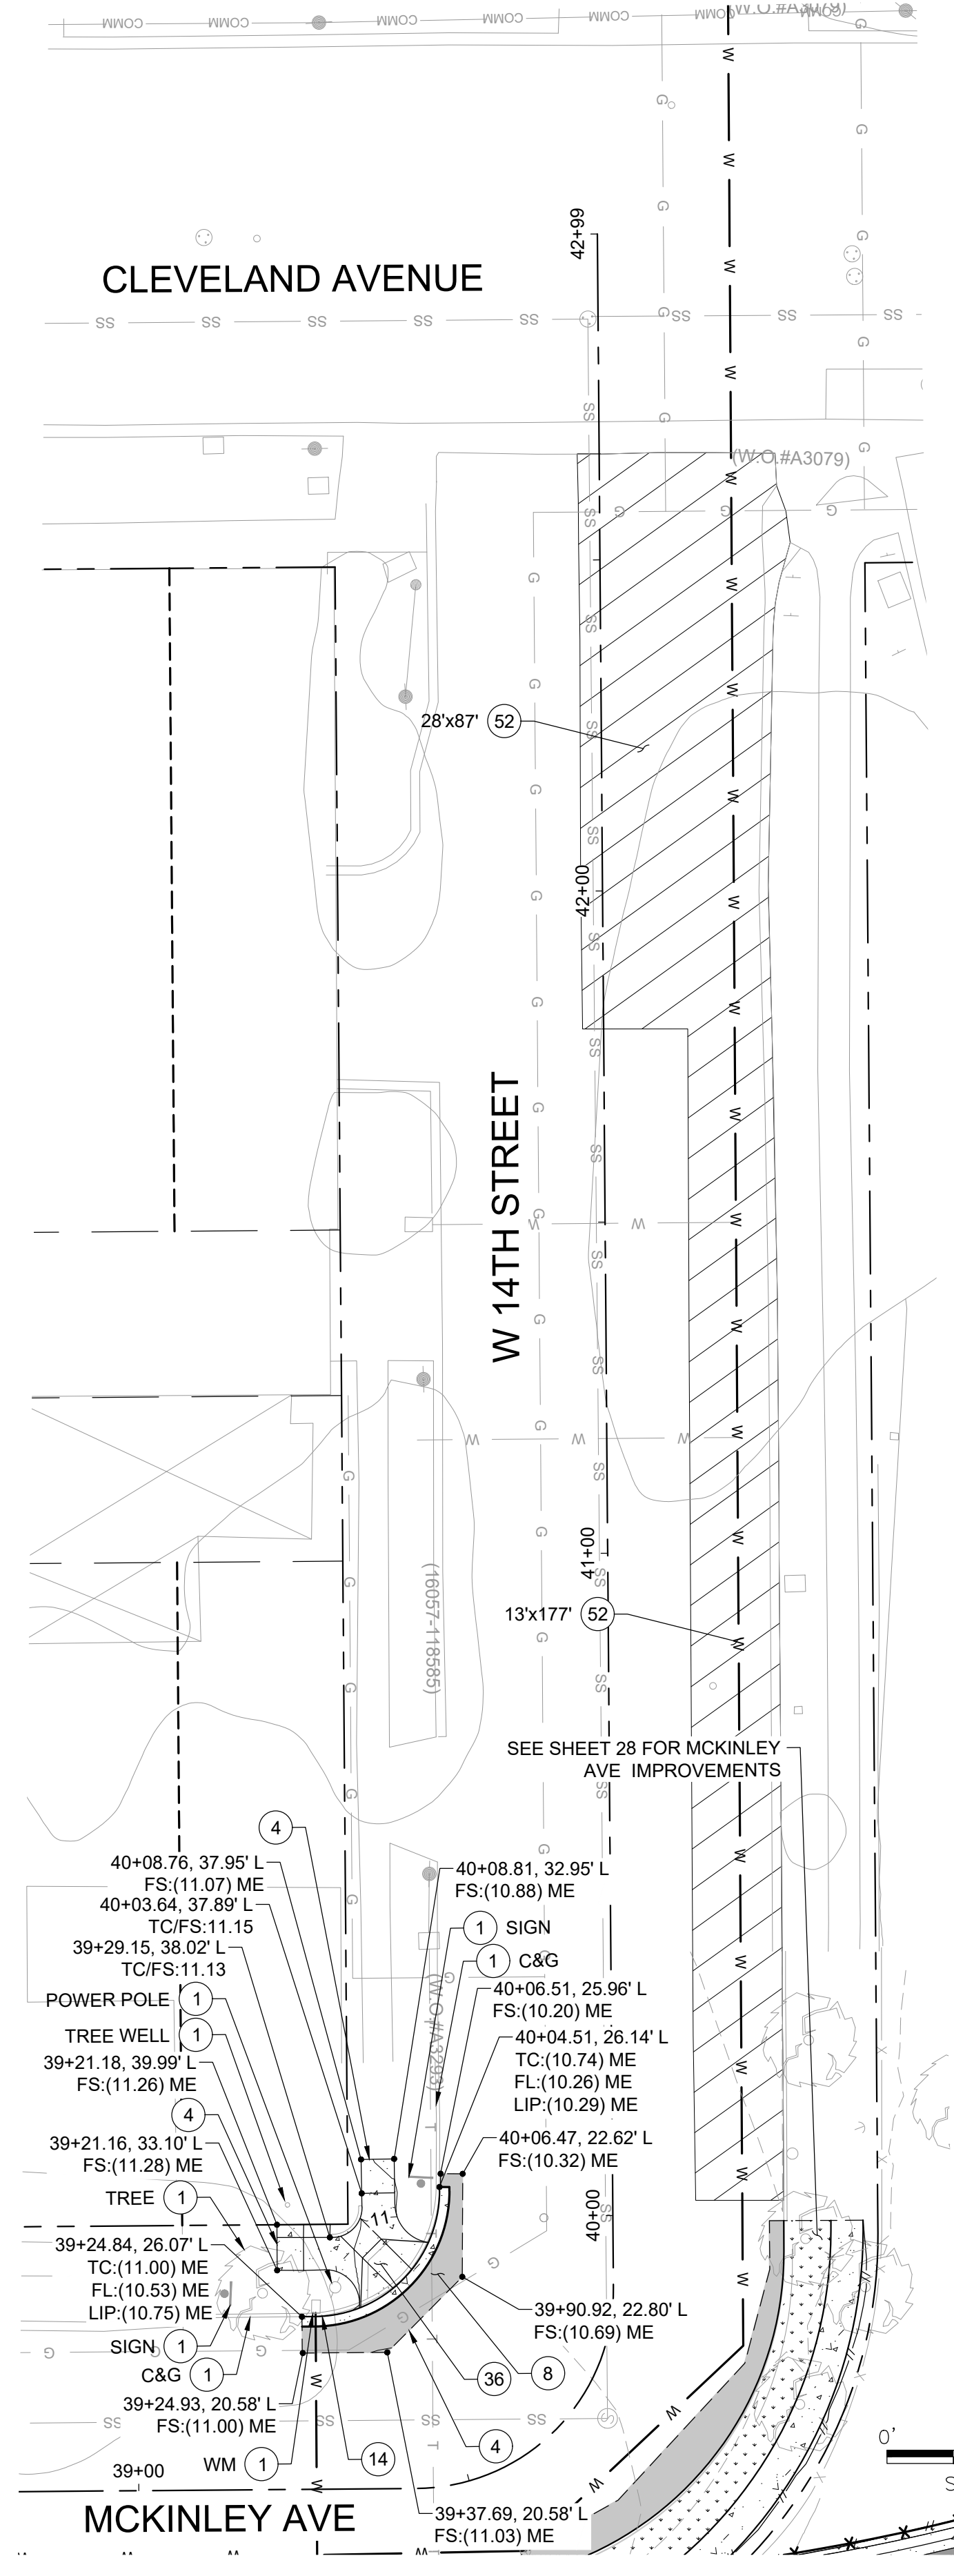 COMM COMM COMM COMM COMM COMM COMM
(W.O.#A3079)
42+99
CLEVELAND AVENUE
SS SS SS SS SS SS SS SS
(W.O.#A3079)
28'x87' 52
42+00
W 14TH STREET
41+00
(16057-118585)
13'x177' 52
SEE SHEET 28 FOR MCKINLEY
AVE IMPROVEMENTS
4
40+08.76, 37.95' L
FS:(11.07) ME
40+03.64, 37.89' L
TC/FS:11.15
39+29.15, 38.02' L
TC/FS:11.13
POWER POLE 1
TREE WELL 1
39+21.18, 39.99' L
FS:(11.26) ME
4
39+21.16, 33.10' L
FS:(11.28) ME
TREE 1
39+24.84, 26.07' L
TC:(11.00) ME
FL:(10.53) ME
LIP:(10.75) ME
SIGN 1
C&G 1
39+24.93, 20.58' L
FS:(11.00) ME
WM 1
14
40+08.81, 32.95' L
FS:(10.88) ME
1 SIGN
1 C&G
40+06.51, 25.96' L
FS:(10.20) ME
40+04.51, 26.14' L
TC:(10.74) ME
FL:(10.26) ME
LIP:(10.29) ME
40+06.47, 22.62' L
FS:(10.32) ME
(W.O.#A3293)
11
40+00
39+90.92, 22.80' L
FS:(10.69) ME
36
8
4
39+37.69, 20.58' L
FS:(11.03) ME
39+00
MCKINLEY AVE
0'